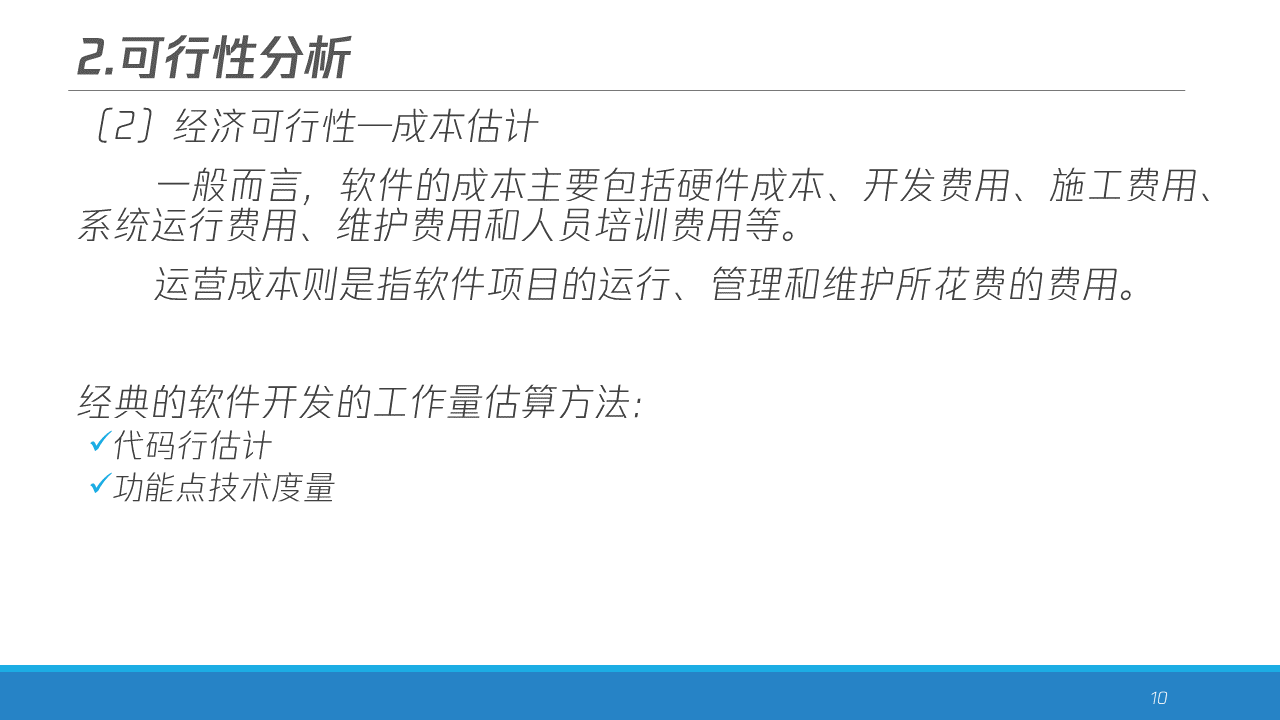 2.可行性分析
（2）经济可行性—成本估计
一般而言，软件的成本主要包括硬件成本、开发费用、施工费用、
系统运行费用、维护费用和人员培训费用等。
运营成本则是指软件项目的运行、管理和维护所花费的费用。
经典的软件开发的工作量估算方法：
✓代码行估计
✓功能点技术度量
10